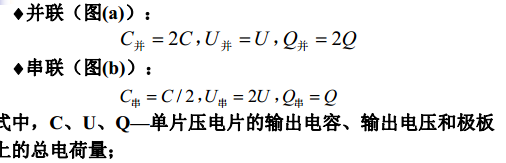 ♦并联（图(a)）：
C并 = 2C , U并 = U , Q并 = 2Q
♦串联（图(b)）：
C串 = C / 2 , U串 = 2U , Q串 = Q
式中，C、U、Q—单片压电片的输出电容、输出电压和极板
上的总电荷量；